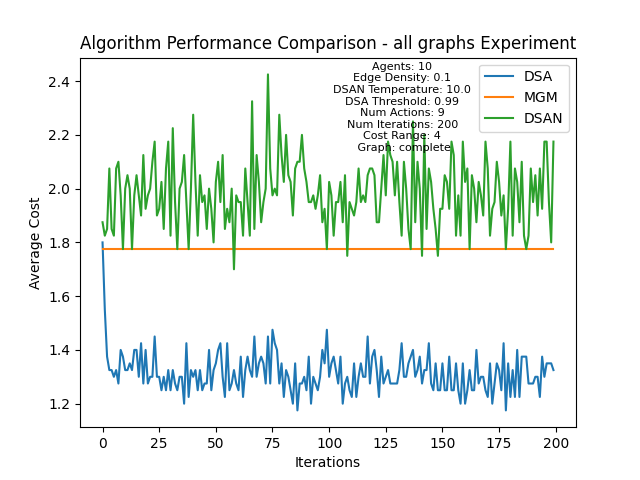 Algorithm Performance Comparison - all graphs Experiment
Agents: 10
Edge Density: 0.1
DSAN Temperature: 10.0
DSA Threshold: 0.99
Num Actions: 9
Num Iterations: 200
Cost Range: 4
Graph: complete
DSA
MGM
DSAN
Average Cost
2.4
2.2
2.0
1.8
1.6
1.4
1.2
0
25
50
75
100
125
150
175
200
Iterations